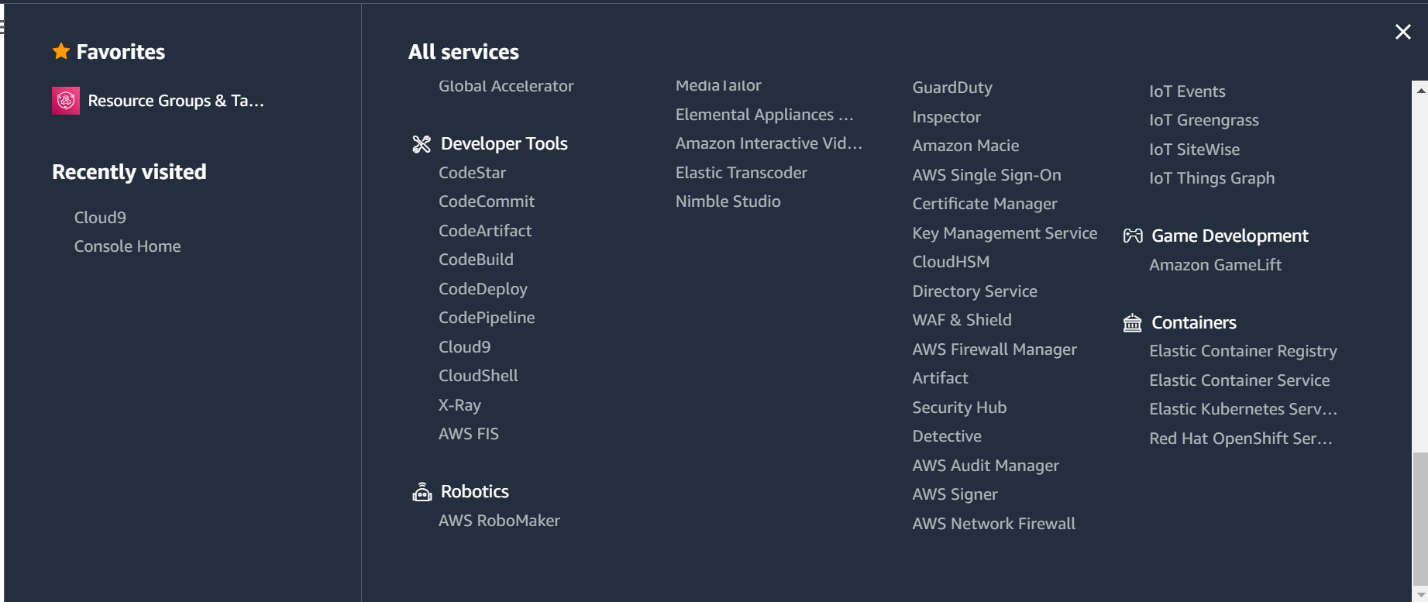 Favorites
Resource Groups & Ta...
Recently visited
Cloud9
Console Home
All services
Global Accelerator
Developer Tools
CodeStar
CodeCommit
CodeArtifact
CodeBuild
CodeDeploy
CodePipeline
Cloud9
CloudShell
X-Ray
AWS FIS
Robotics
AWS RoboMaker
MediaTailor
Elemental Appliances ...
Amazon Interactive Vid...
Elastic Transcoder
Nimble Studio
GuardDuty
Inspector
Amazon Macie
AWS Single Sign-On
Certificate Manager
Key Management Service
CloudHSM
Directory Service
WAF & Shield
AWS Firewall Manager
Artifact
Security Hub
Detective
AWS Audit Manager
AWS Signer
AWS Network Firewall
IoT Events
IoT Greengrass
IoT SiteWise
IoT Things Graph
Game Development
Amazon GameLift
Containers
Elastic Container Registry
Elastic Container Service
Elastic Kubernetes Serv...
Red Hat OpenShift Ser...